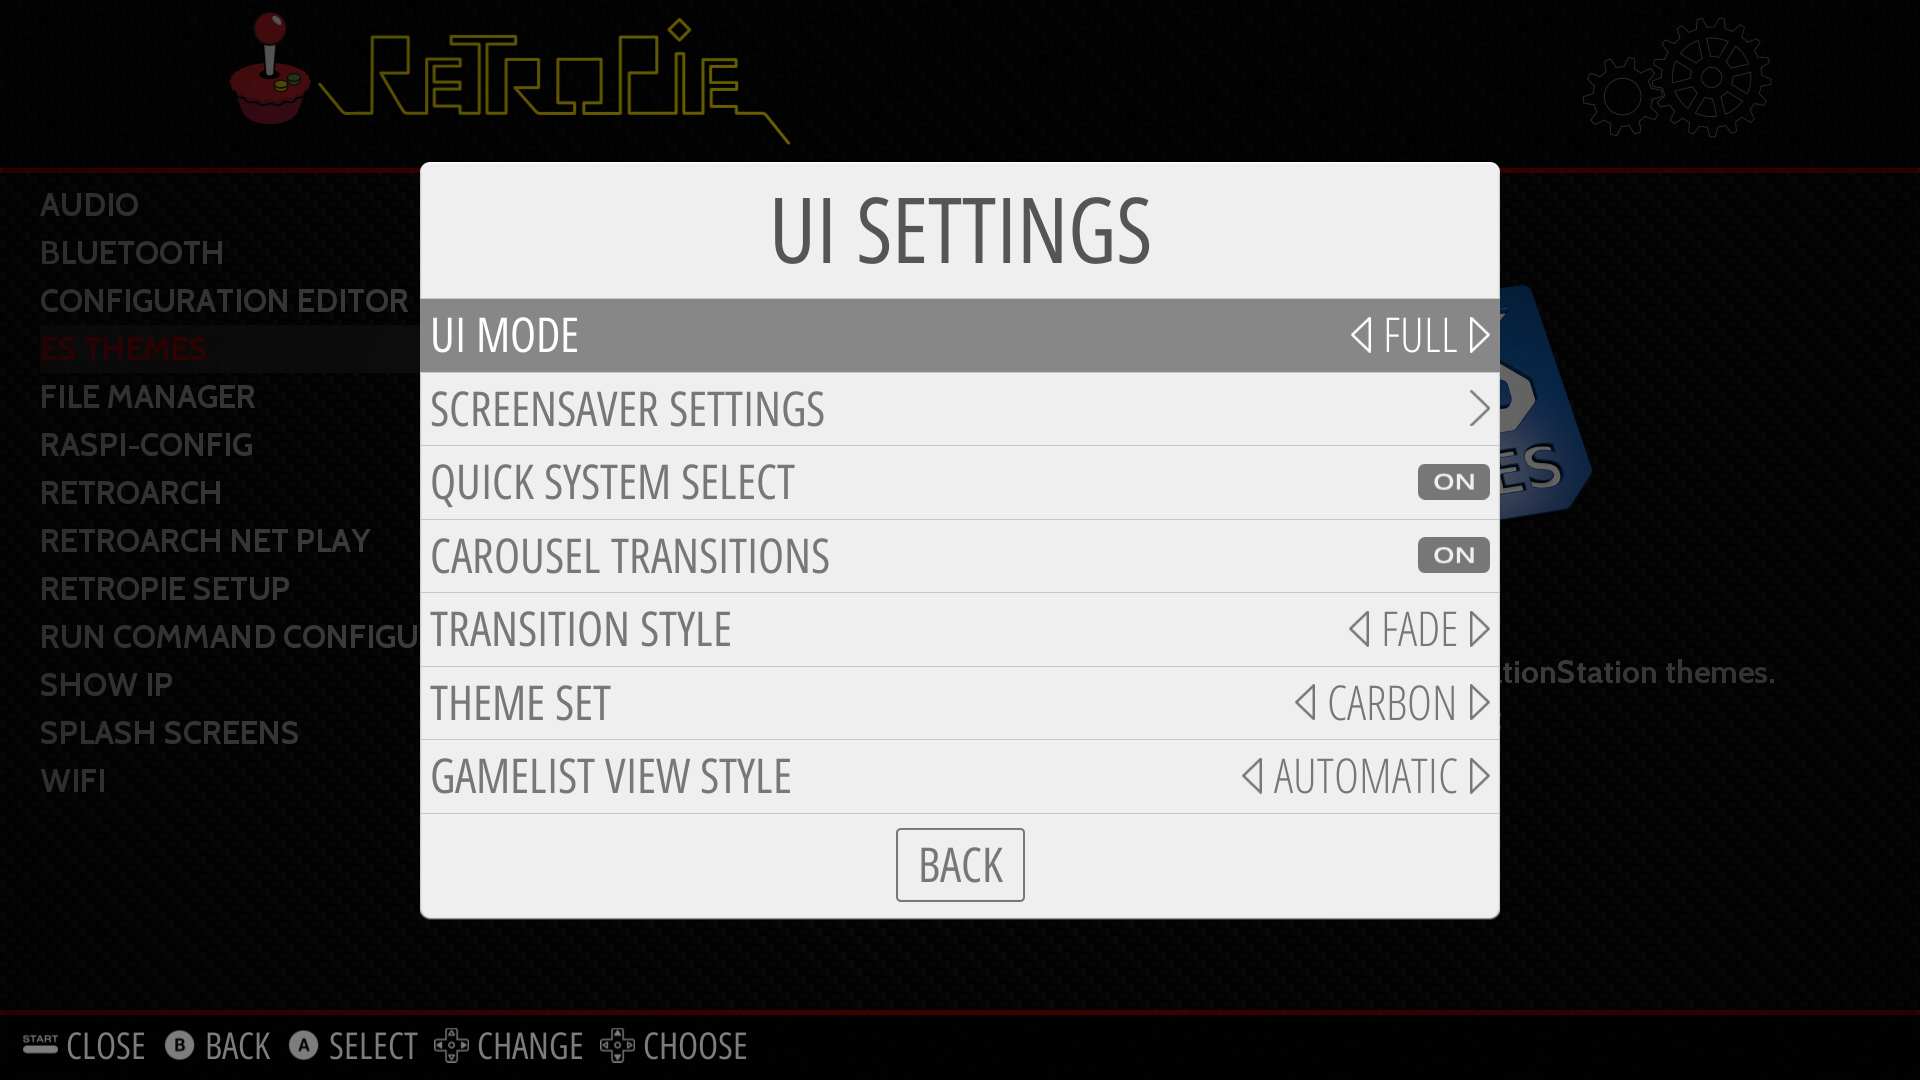 RETROPIE
AUDIO
BLUETOOTH
CONFIGURATION EDITOR
ES THEMES
FILE MANAGER
RASPI-CONFIG
RETROARCH
RETROARCH NET PLAY
RETROPIE SETUP
RUN COMMAND CONFIGU
SHOW IP
SPLASH SCREENS
WIFI
UI SETTINGS
UI MODE FULL
SCREENSAVER SETTINGS
QUICK SYSTEM SELECT ON
CAROUSEL TRANSITIONS ON
TRANSITION STYLE FADE
THEME SET CARBON
GAMELIST VIEW STYLE AUTOMATIC
BACK
ES
tionStation themes.
START CLOSE B BACK A SELECT CHANGE CHOOSE